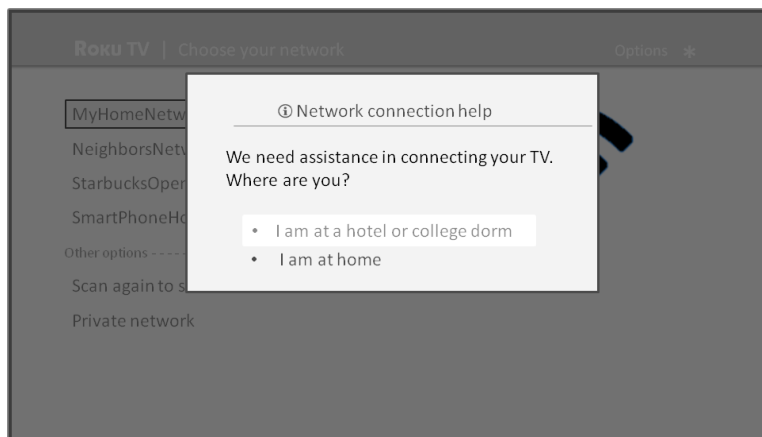 Roku TV | Choose your network
Options *
Network connection help
MyHomeNetw
We need assistance in connecting your TV.
NeighborsNetw
Where are you?
StarbucksOper
SmartPhoneHo
• I am at a hotel or college dorm
Other options - - - - -
• I am at home
Scan again to s
Private network